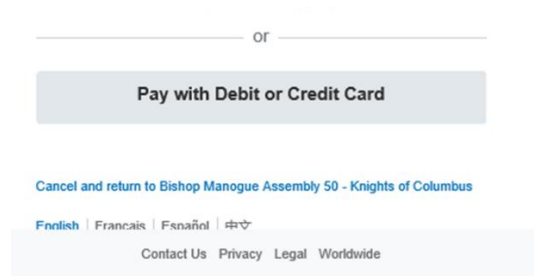 or
Pay with Debit or Credit Card
Cancel and return to Bishop Manogue Assembly 50 - Knights of Columbus
English | Français | Español | 中文
Contact Us Privacy Legal Worldwide